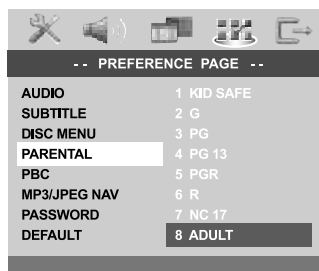 -- PREFERENCE PAGE --
AUDIO 1 KID SAFE
SUBTITLE 2 G
DISC MENU 3 PG
PARENTAL 4 PG 13
PBC 5 PGR
MP3/JPEG NAV 6 R
PASSWORD 7 NC 17
DEFAULT 8 ADULT